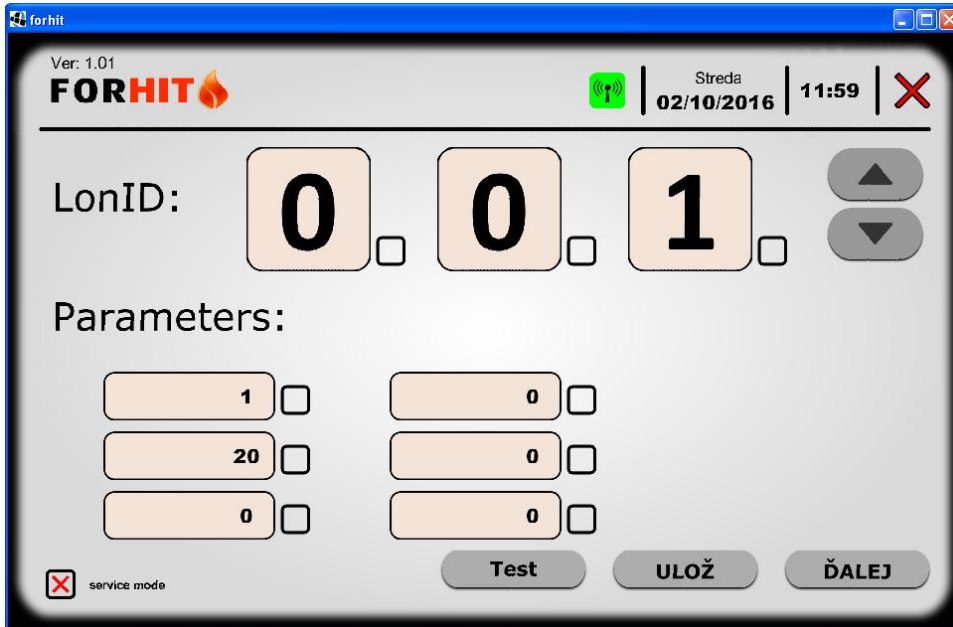 forhit
Ver: 1.01
FORHIT
Streda
02/10/2016
11:59
LonID:
0. 0. 1.
Parameters:
1 0
20 0
0 0
service mode
Test
ULOŽ
ĎALEJ